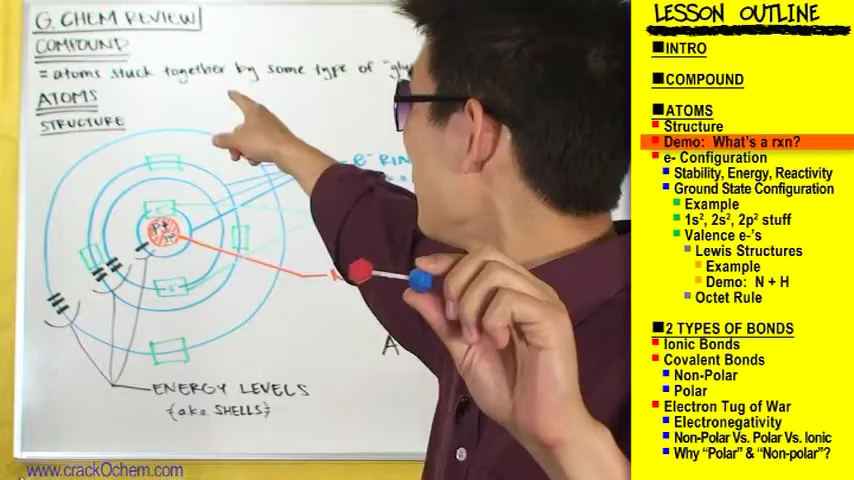 G. CHEM REVIEW
COMPOUND
= atoms stuck together by some type of "glu
ATOMS
STRUCTURE
e⁻ RIN
P+
e⁻
ENERGY LEVELS
{a.k.a. SHELLS}
A
www.crackOchem.com
LESSON OUTLINE
INTRO
COMPOUND
ATOMS
Structure
Demo: What's a rxn?
e- Configuration
Stability, Energy, Reactivity
Ground State Configuration
Example
1s², 2s², 2p² stuff
Valence e-'s
Lewis Structures
Example
Demo: N + H
Octet Rule
2 TYPES OF BONDS
Ionic Bonds
Covalent Bonds
Non-Polar
Polar
Electron Tug of War
Electronegativity
Non-Polar Vs. Polar Vs. Ionic
Why "Polar" & "Non-polar"?